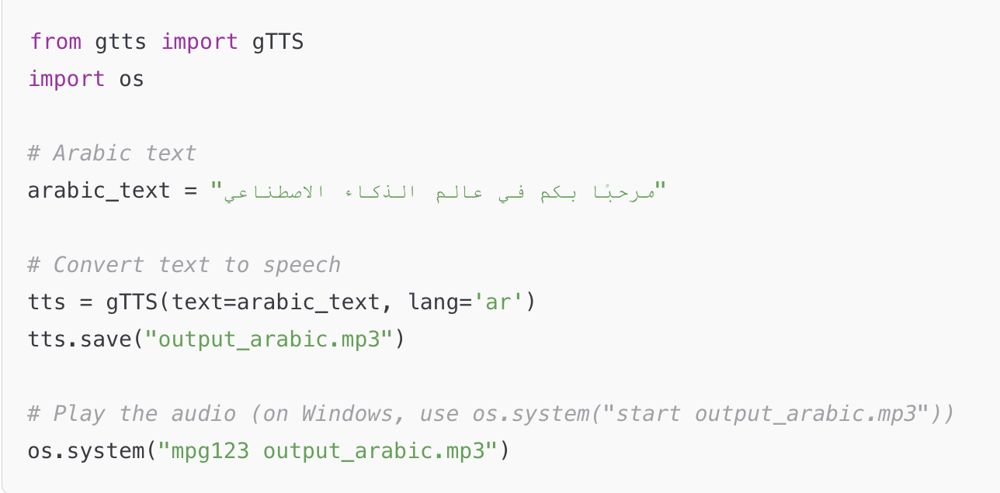 from gtts import gTTS
import os
# Arabic text
arabic_text = "مرحبًا بكم في عالم الذكاء الاصطناعي"
# Convert text to speech
tts = gTTS(text=arabic_text, lang='ar')
tts.save("output_arabic.mp3")
# Play the audio (on Windows, use os.system("start output_arabic.mp3"))
os.system("mpg123 output_arabic.mp3")